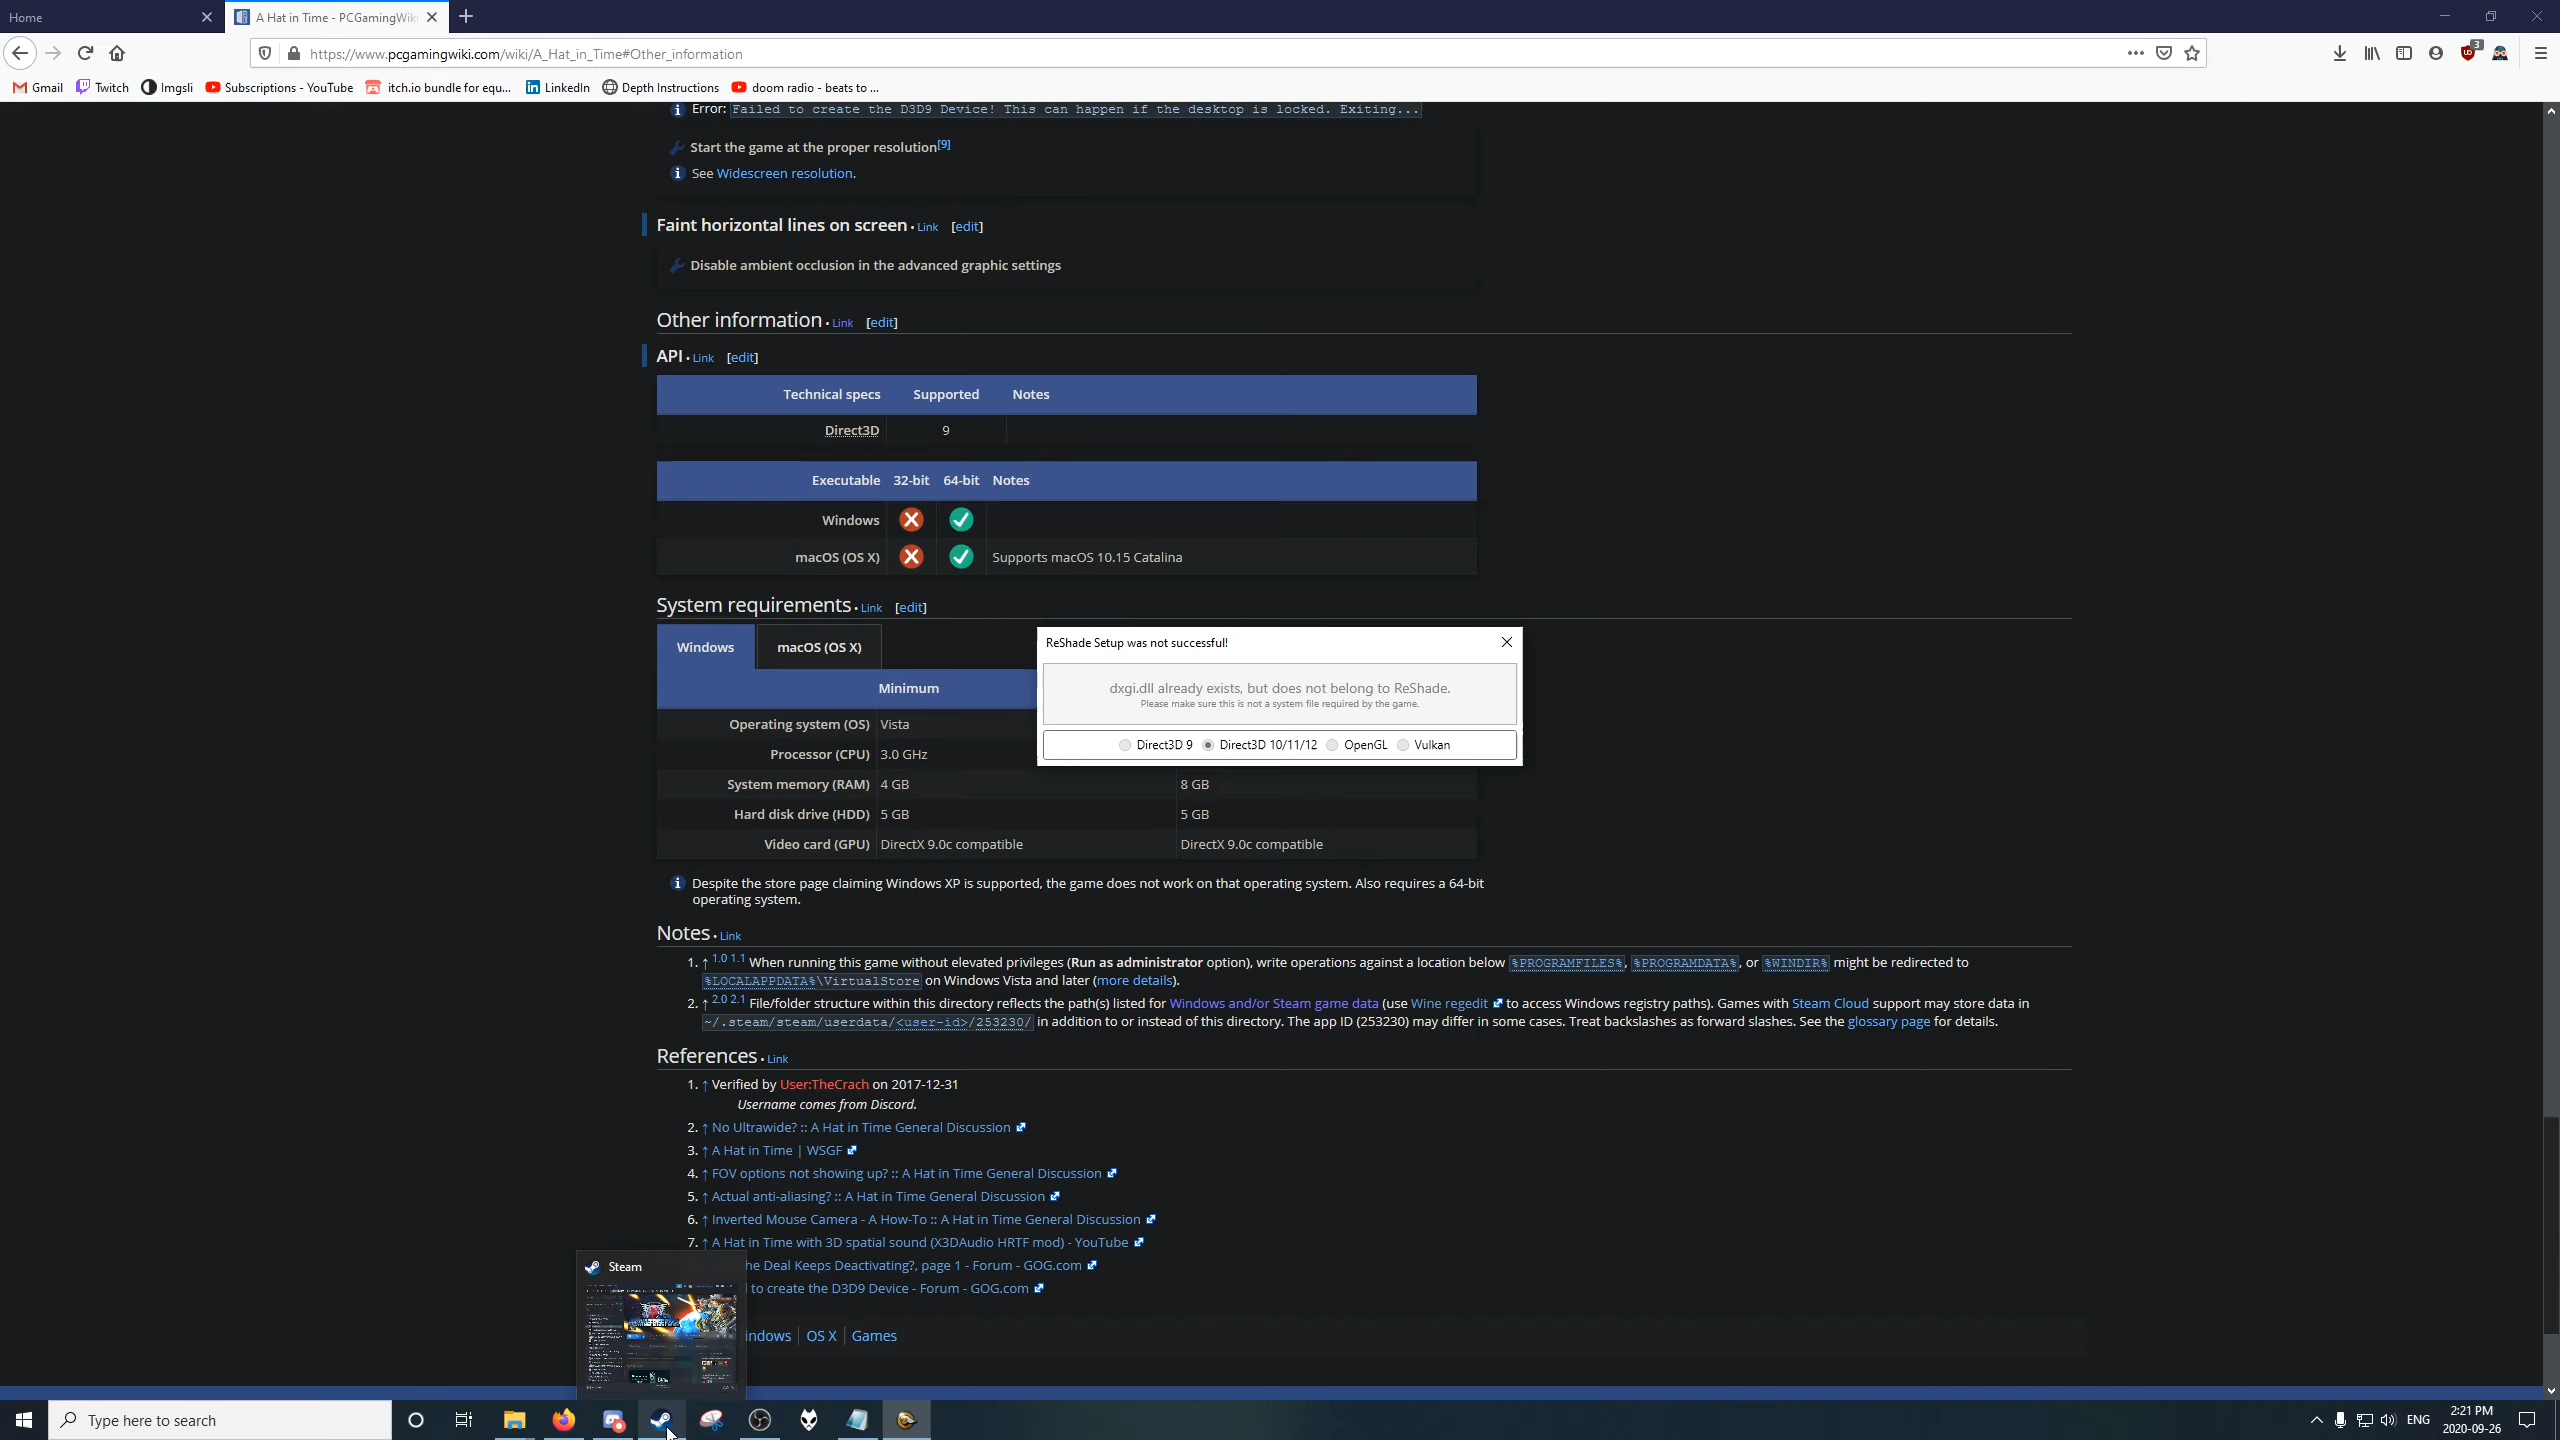 Home
A Hat in Time - PCGamingWiki
https://www.pcgamingwiki.com/wiki/A_Hat_in_Time#Other_information
3
Gmail Twitch Imgsli Subscriptions - YouTube itch.io bundle for equ... LinkedIn Depth Instructions doom radio - beats to ...
Error: Failed to create the D3D9 Device! This can happen if the desktop is locked. Exiting...
Start the game at the proper resolution[9]
See Widescreen resolution.
Faint horizontal lines on screen • Link [edit]
Disable ambient occlusion in the advanced graphic settings
Other information • Link [edit]
API • Link [edit]
Technical specs Supported Notes
Direct3D 9
Executable 32-bit 64-bit Notes
Windows
macOS (OS X) Supports macOS 10.15 Catalina
System requirements • Link [edit]
Windows macOS (OS X)
Minimum
Operating system (OS) Vista
Processor (CPU) 3.0 GHz
System memory (RAM) 4 GB 8 GB
Hard disk drive (HDD) 5 GB 5 GB
Video card (GPU) DirectX 9.0c compatible DirectX 9.0c compatible
ReShade Setup was not successful!
dxgi.dll already exists, but does not belong to ReShade.
Please make sure this is not a system file required by the game.
Direct3D 9 Direct3D 10/11/12 OpenGL Vulkan
Despite the store page claiming Windows XP is supported, the game does not work on that operating system. Also requires a 64-bit
operating system.
Notes • Link
1. ↑ 1.0 1.1 When running this game without elevated privileges (Run as administrator option), write operations against a location below %PROGRAMFILES%, %PROGRAMDATA%, or %WINDIR% might be redirected to
%LOCALAPPDATA%\VirtualStore on Windows Vista and later (more details).
2. ↑ 2.0 2.1 File/folder structure within this directory reflects the path(s) listed for Windows and/or Steam game data (use Wine regedit to access Windows registry paths). Games with Steam Cloud support may store data in
~/.steam/steam/userdata/<user-id>/253230/ in addition to or instead of this directory. The app ID (253230) may differ in some cases. Treat backslashes as forward slashes. See the glossary page for details.
References • Link
1. ↑ Verified by User:TheCrach on 2017-12-31
Username comes from Discord.
2. ↑ No Ultrawide? :: A Hat in Time General Discussion
3. ↑ A Hat in Time | WSGF
4. ↑ FOV options not showing up? :: A Hat in Time General Discussion
5. ↑ Actual anti-aliasing? :: A Hat in Time General Discussion
6. ↑ Inverted Mouse Camera - A How-To :: A Hat in Time General Discussion
7. ↑ A Hat in Time with 3D spatial sound (X3DAudio HRTF mod) - YouTube
he Deal Keeps Deactivating?, page 1 - Forum - GOG.com
to create the D3D9 Device - Forum - GOG.com
indows OS X Games
Steam
Type here to search
ENG
2:21 PM
2020-09-26